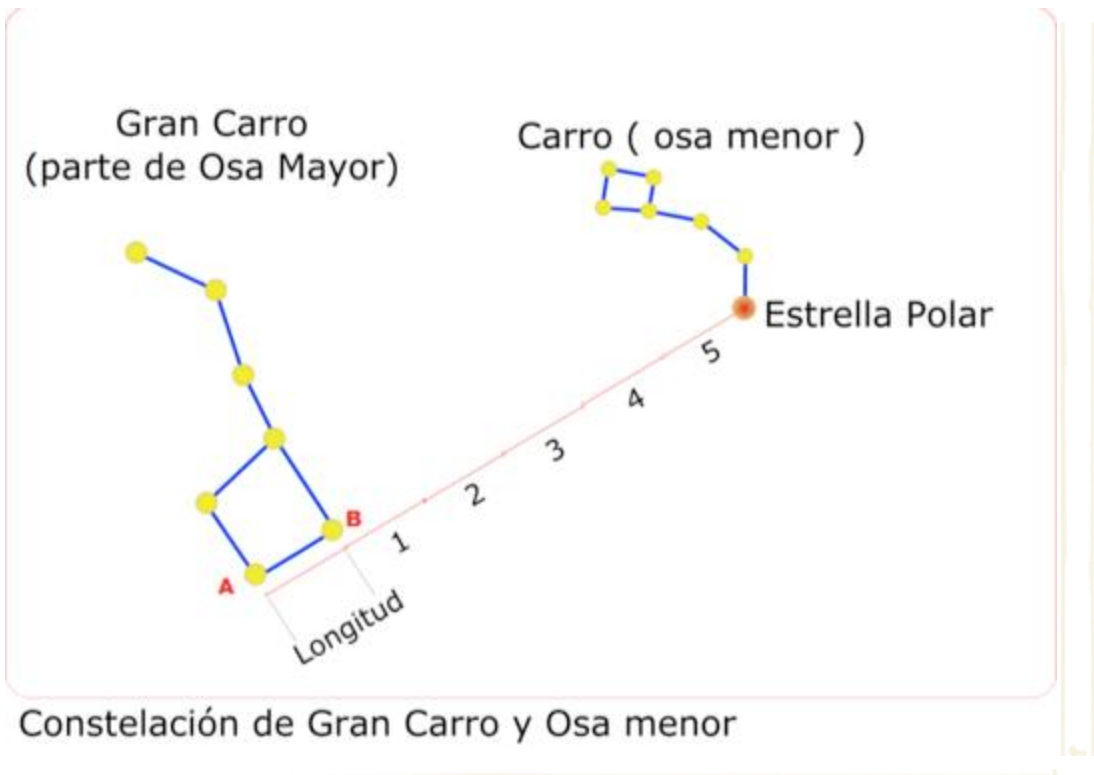 Gran Carro
(parte de Osa Mayor)
Carro ( osa menor )
Estrella Polar
5
4
3
2
1
B
A
Longitud
Constelación de Gran Carro y Osa menor